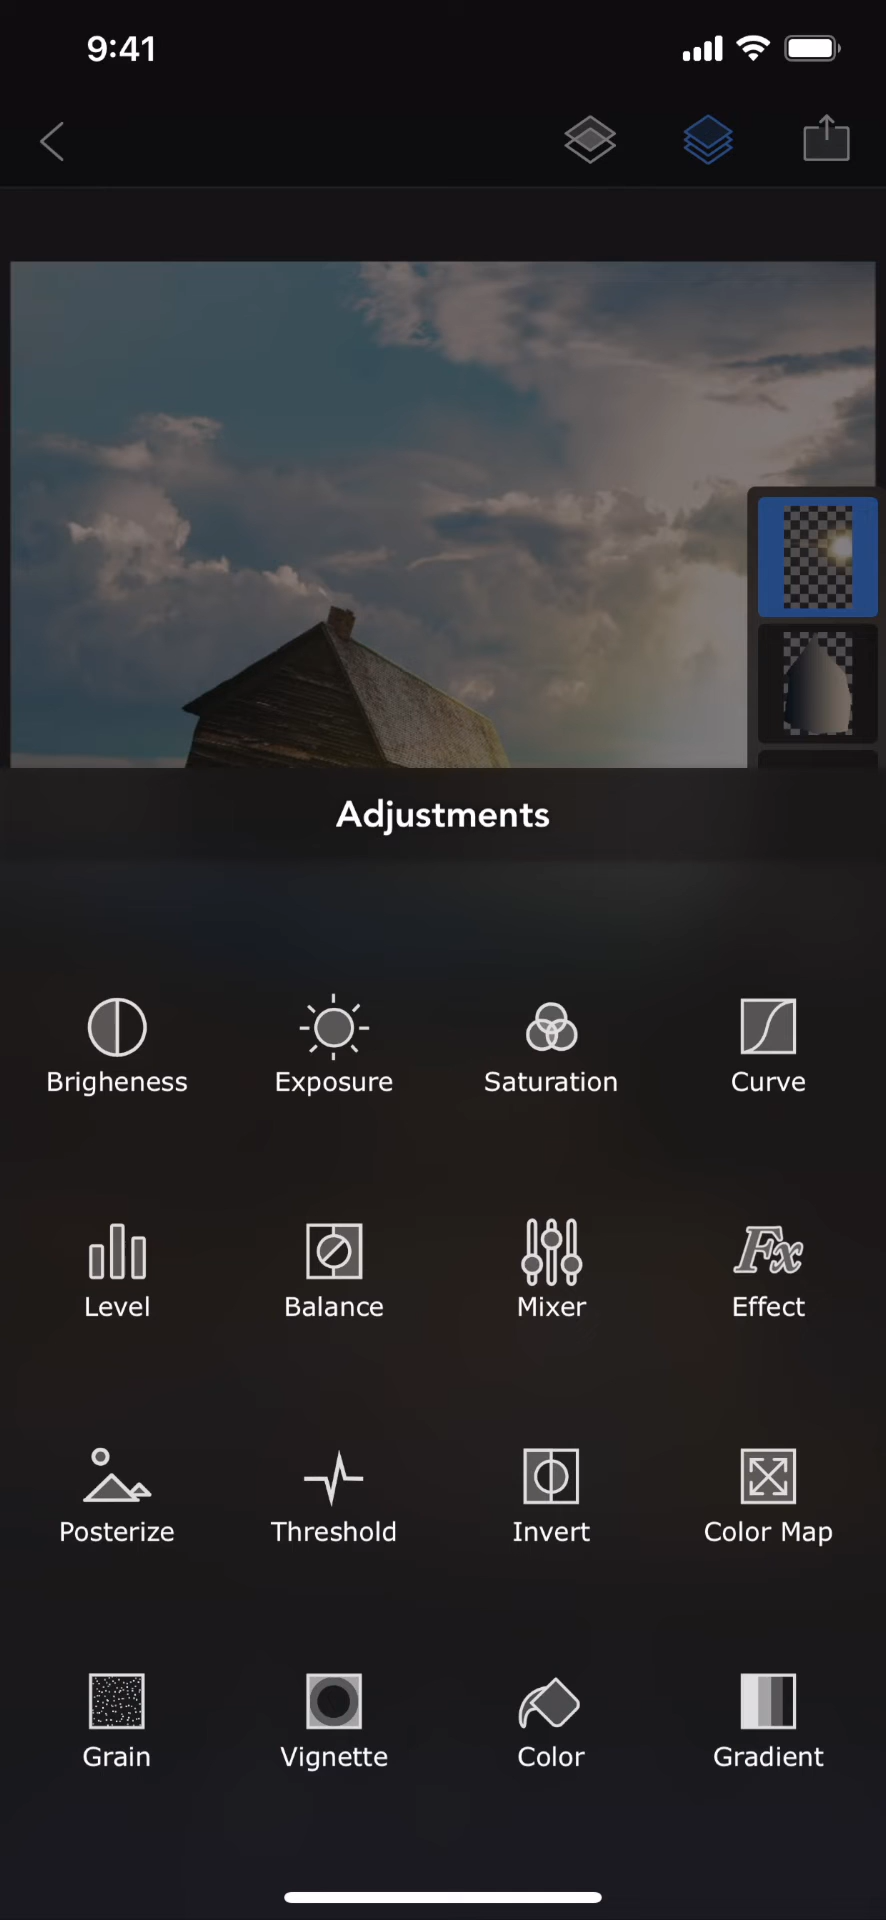 9:41
Adjustments
Brigheness Exposure Saturation Curve
Level Balance Mixer Effect
Posterize Threshold Invert Color Map
Grain Vignette Color Gradient